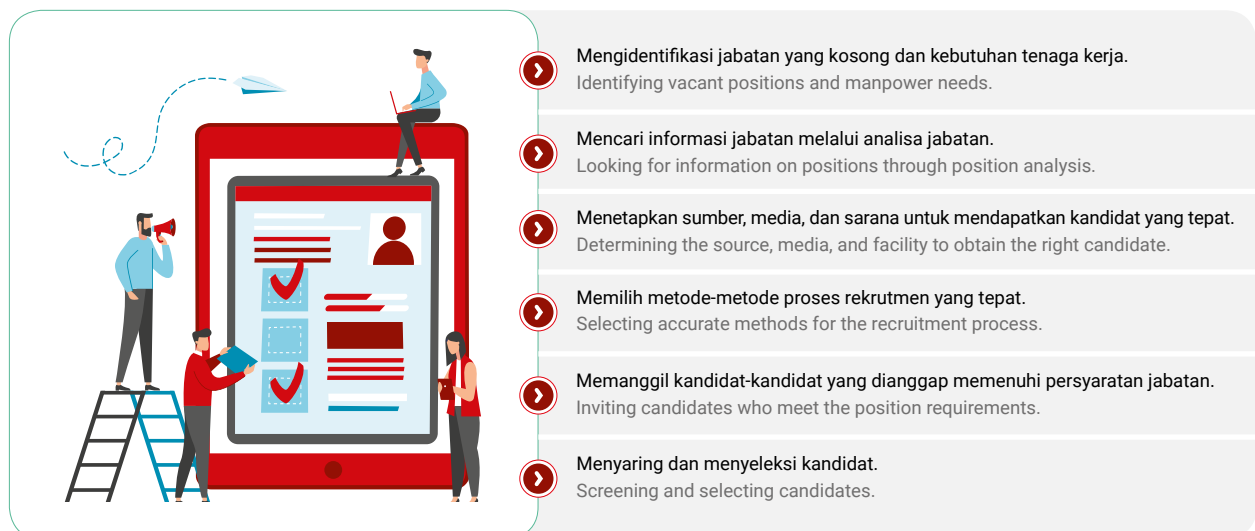 Mengidentifikasi jabatan yang kosong dan kebutuhan tenaga kerja.
Identifying vacant positions and manpower needs.
Mencari informasi jabatan melalui analisa jabatan.
Looking for information on positions through position analysis.
Menetapkan sumber, media, dan sarana untuk mendapatkan kandidat yang tepat.
Determining the source, media, and facility to obtain the right candidate.
Memilih metode-metode proses rekrutmen yang tepat.
Selecting accurate methods for the recruitment process.
Memanggil kandidat-kandidat yang dianggap memenuhi persyaratan jabatan.
Inviting candidates who meet the position requirements.
Menyaring dan menyeleksi kandidat.
Screening and selecting candidates.